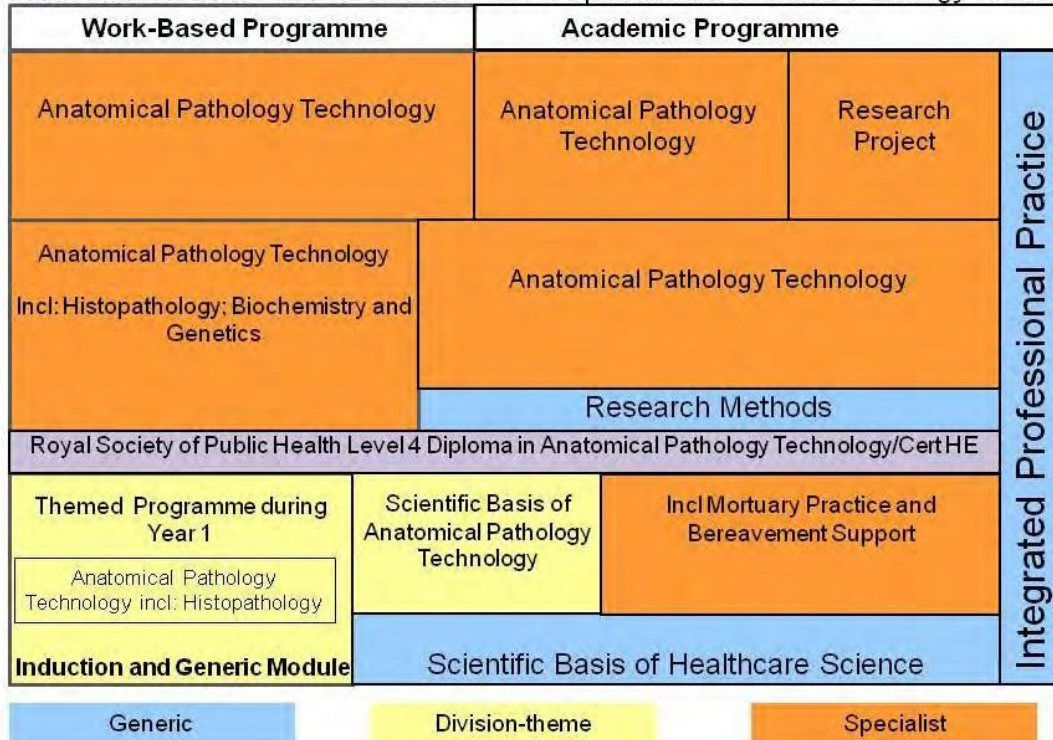 Work-Based Programme
Academic Programme
Anatomical Pathology Technology
Anatomical Pathology
Technology
Research
Project
Anatomical Pathology Technology
Incl: Histopathology; Biochemistry and
Genetics
Anatomical Pathology Technology
Research Methods
Royal Society of Public Health Level 4 Diploma in Anatomical Pathology Technology/Cert HE
Themed Programme during
Year 1
Anatomical Pathology
Technology incl: Histopathology
Induction and Generic Module
Scientific Basis of
Anatomical Pathology
Technology
Incl Mortuary Practice and
Bereavement Support
Scientific Basis of Healthcare Science
Integrated Professional Practice
Generic
Division-theme
Specialist